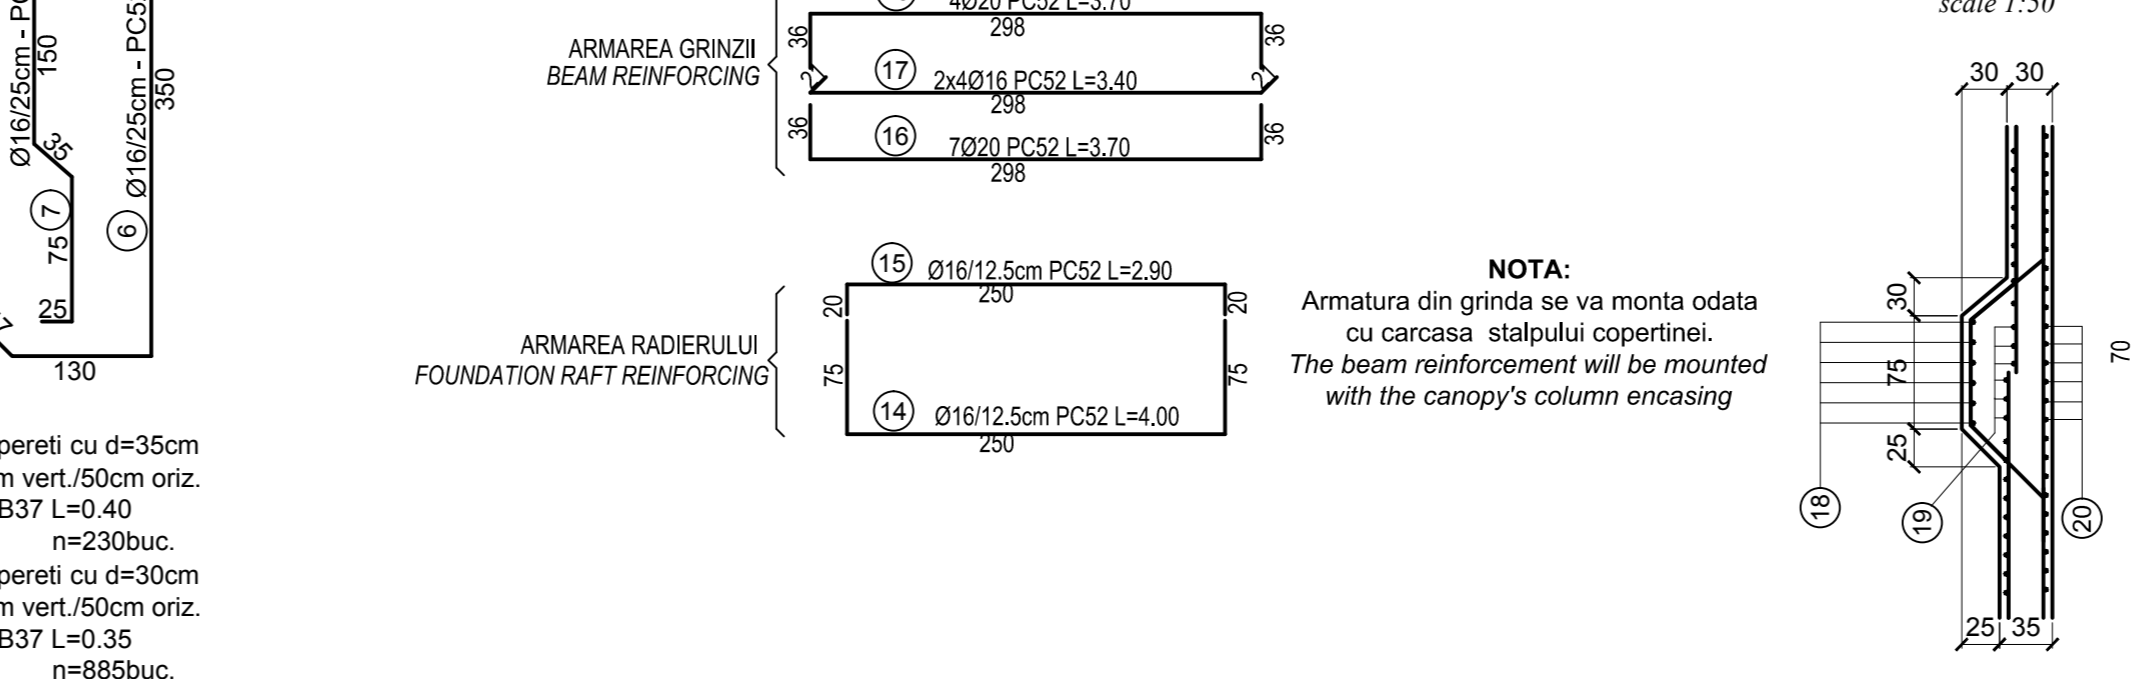 Ø16/25cm - PC
150
35
7
75
25
Ø16/25cm - PC5
350
6
130
pereti cu d=35cm
m vert./50cm oriz.
B37 L=0.40
n=230buc.
pereti cu d=30cm
m vert./50cm oriz.
B37 L=0.35
n=885buc.
ARMAREA GRINZII
BEAM REINFORCING
4Ø20 PC52 L=3.70
298
36
36
17
2x4Ø16 PC52 L=3.40
298
36
36
16
7Ø20 PC52 L=3.70
298
ARMAREA RADIERULUI
FOUNDATION RAFT REINFORCING
15
Ø16/12.5cm PC52 L=2.90
250
20
20
75
75
14
Ø16/12.5cm PC52 L=4.00
250
NOTA:
Armatura din grinda se va monta odata
cu carcasa stalpului copertinei.
The beam reinforcement will be mounted
with the canopy's column encasing
scale 1:50
30 30
30
75
25
70
18
19
20
25 35